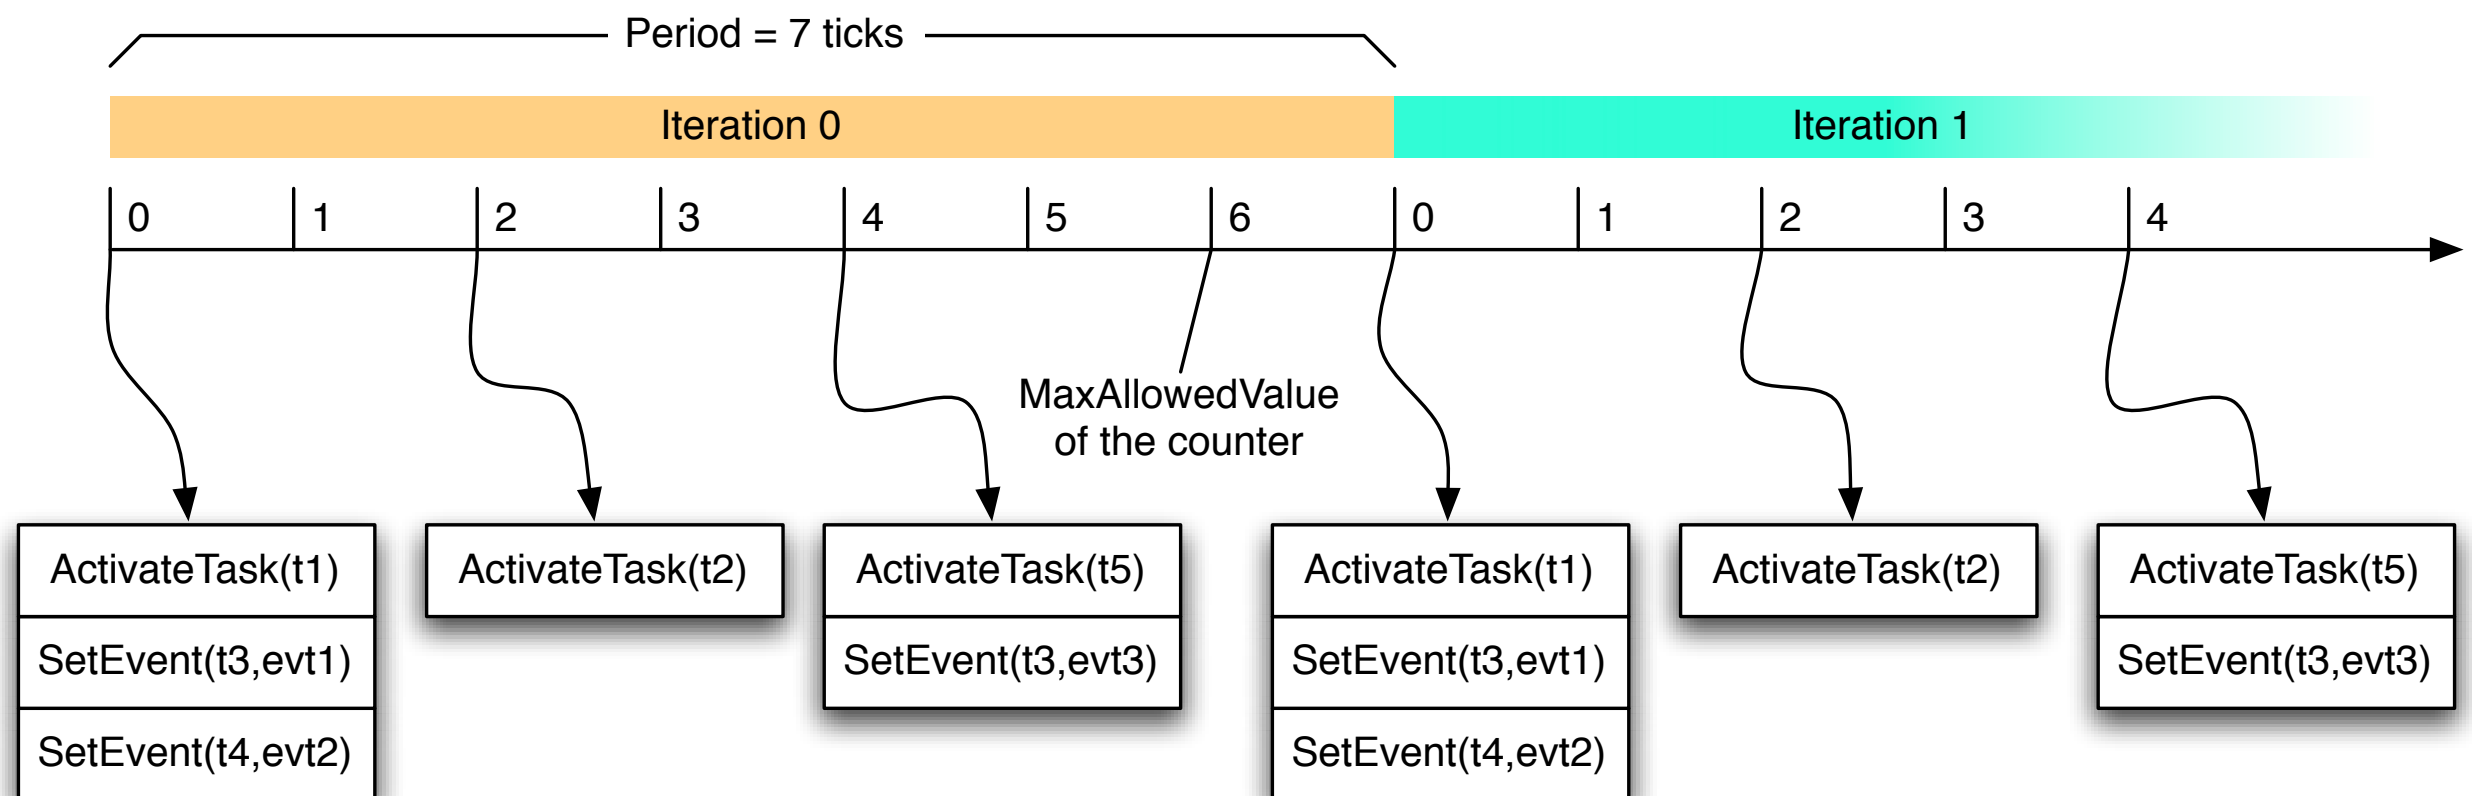 Period = 7 ticks
Iteration 0
Iteration 1
0 1 2 3 4 5 6 0 1 2 3 4
MaxAllowedValue
of the counter
ActivateTask(t1)
SetEvent(t3,evt1)
SetEvent(t4,evt2)
ActivateTask(t2)
ActivateTask(t5)
SetEvent(t3,evt3)
ActivateTask(t1)
SetEvent(t3,evt1)
SetEvent(t4,evt2)
ActivateTask(t2)
ActivateTask(t5)
SetEvent(t3,evt3)